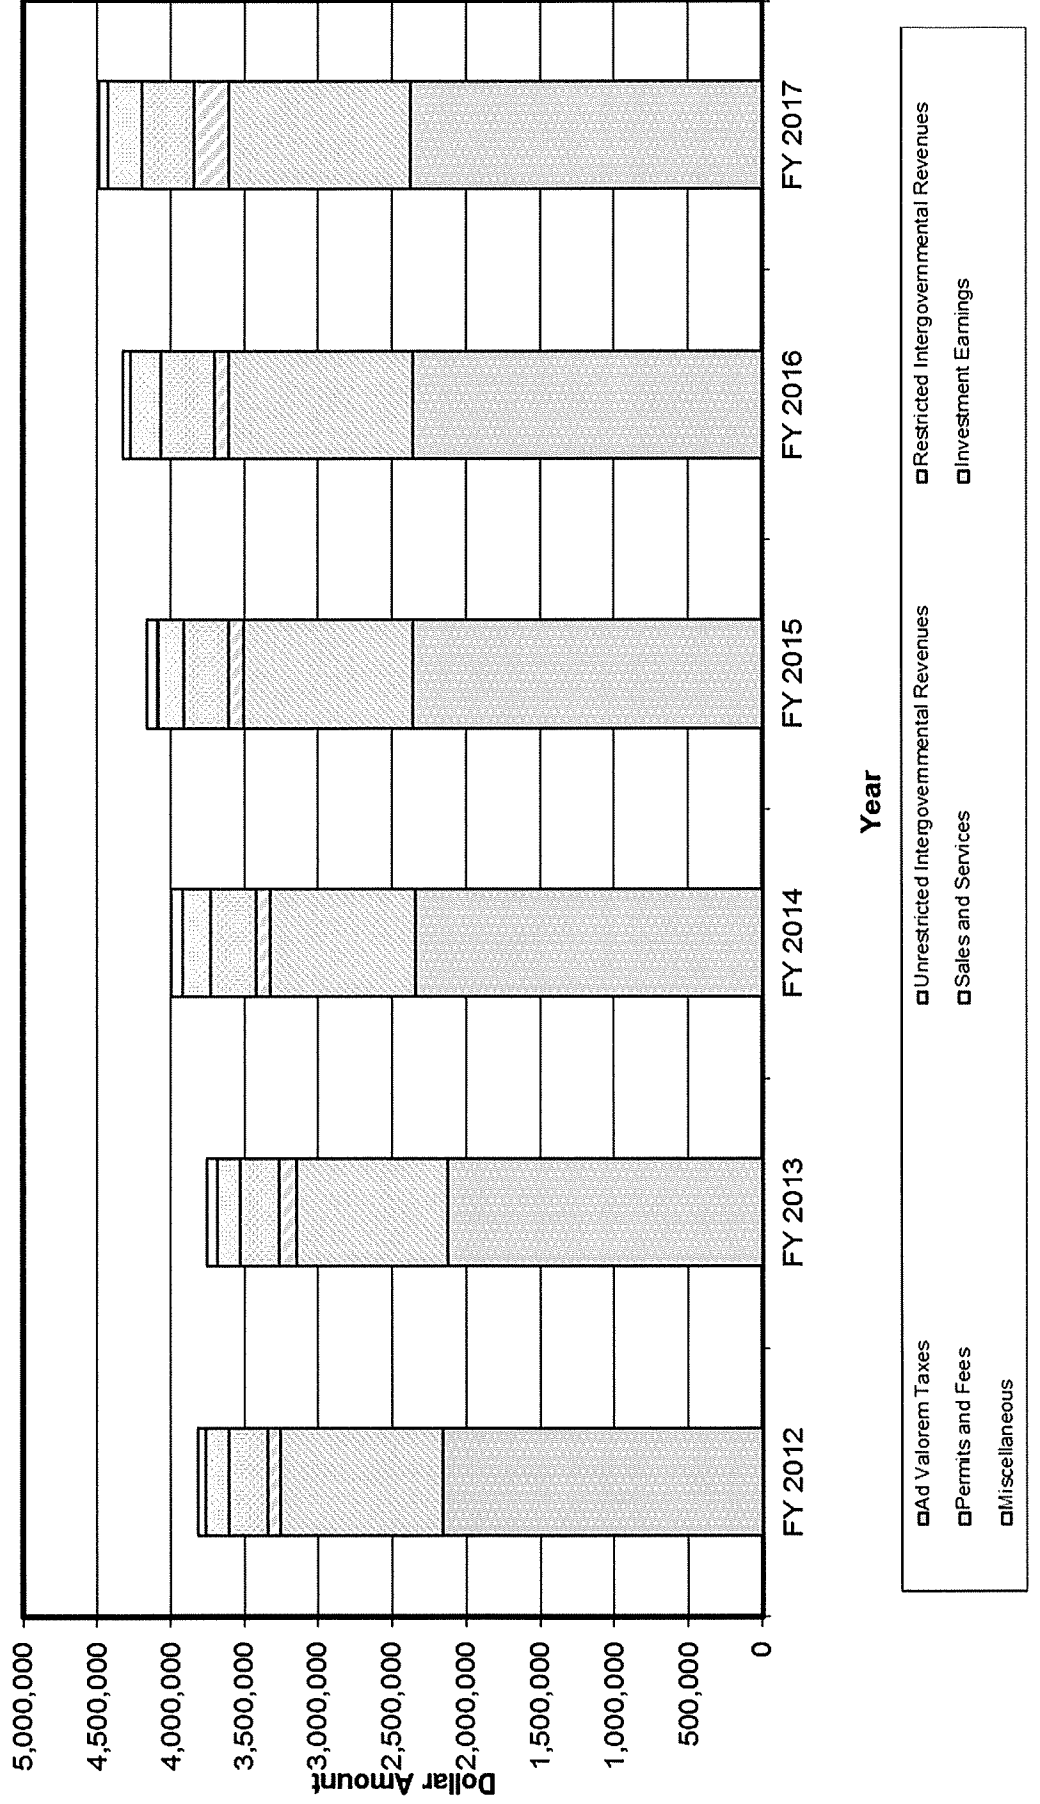 Dollar Amount
5,000,000
4,500,000
4,000,000
3,500,000
3,000,000
2,500,000
2,000,000
1,500,000
1,000,000
500,000
0
FY 2012
FY 2013
FY 2014
FY 2015
FY 2016
FY 2017
Year
Ad Valorem Taxes
Unrestricted Intergovernmental Revenues
Restricted Intergovernmental Revenues
Permits and Fees
Sales and Services
Investment Earnings
Miscellaneous